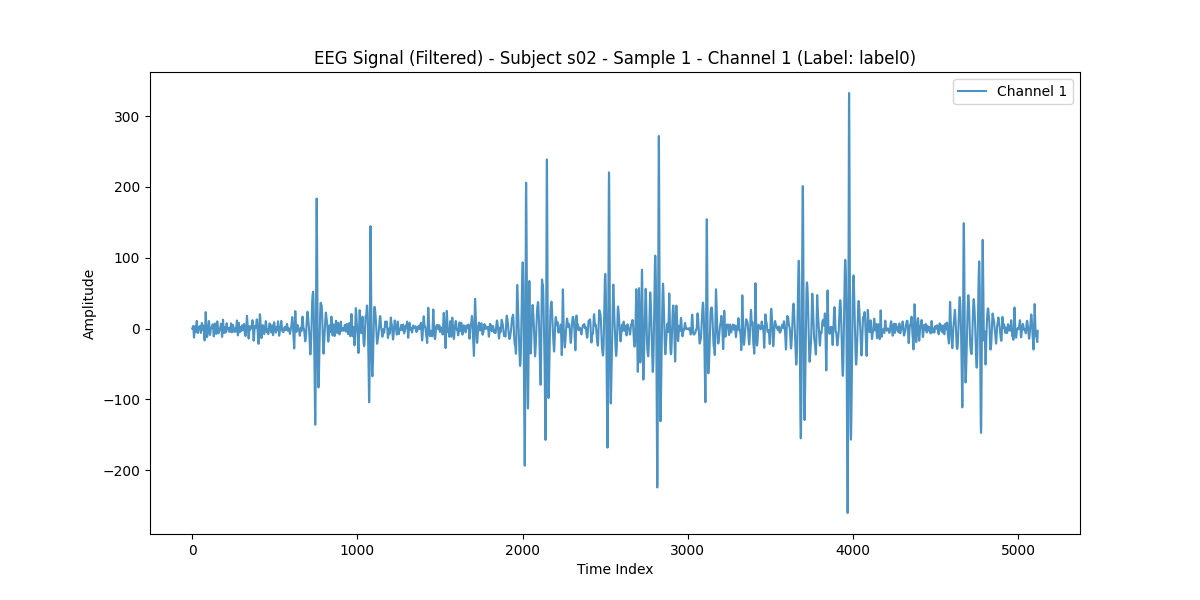 EEG Signal (Filtered) - Subject s02 - Sample 1 - Channel 1 (Label: label0)
Channel 1
300
200
100
0
−100
−200
Amplitude
0 1000 2000 3000 4000 5000
Time Index